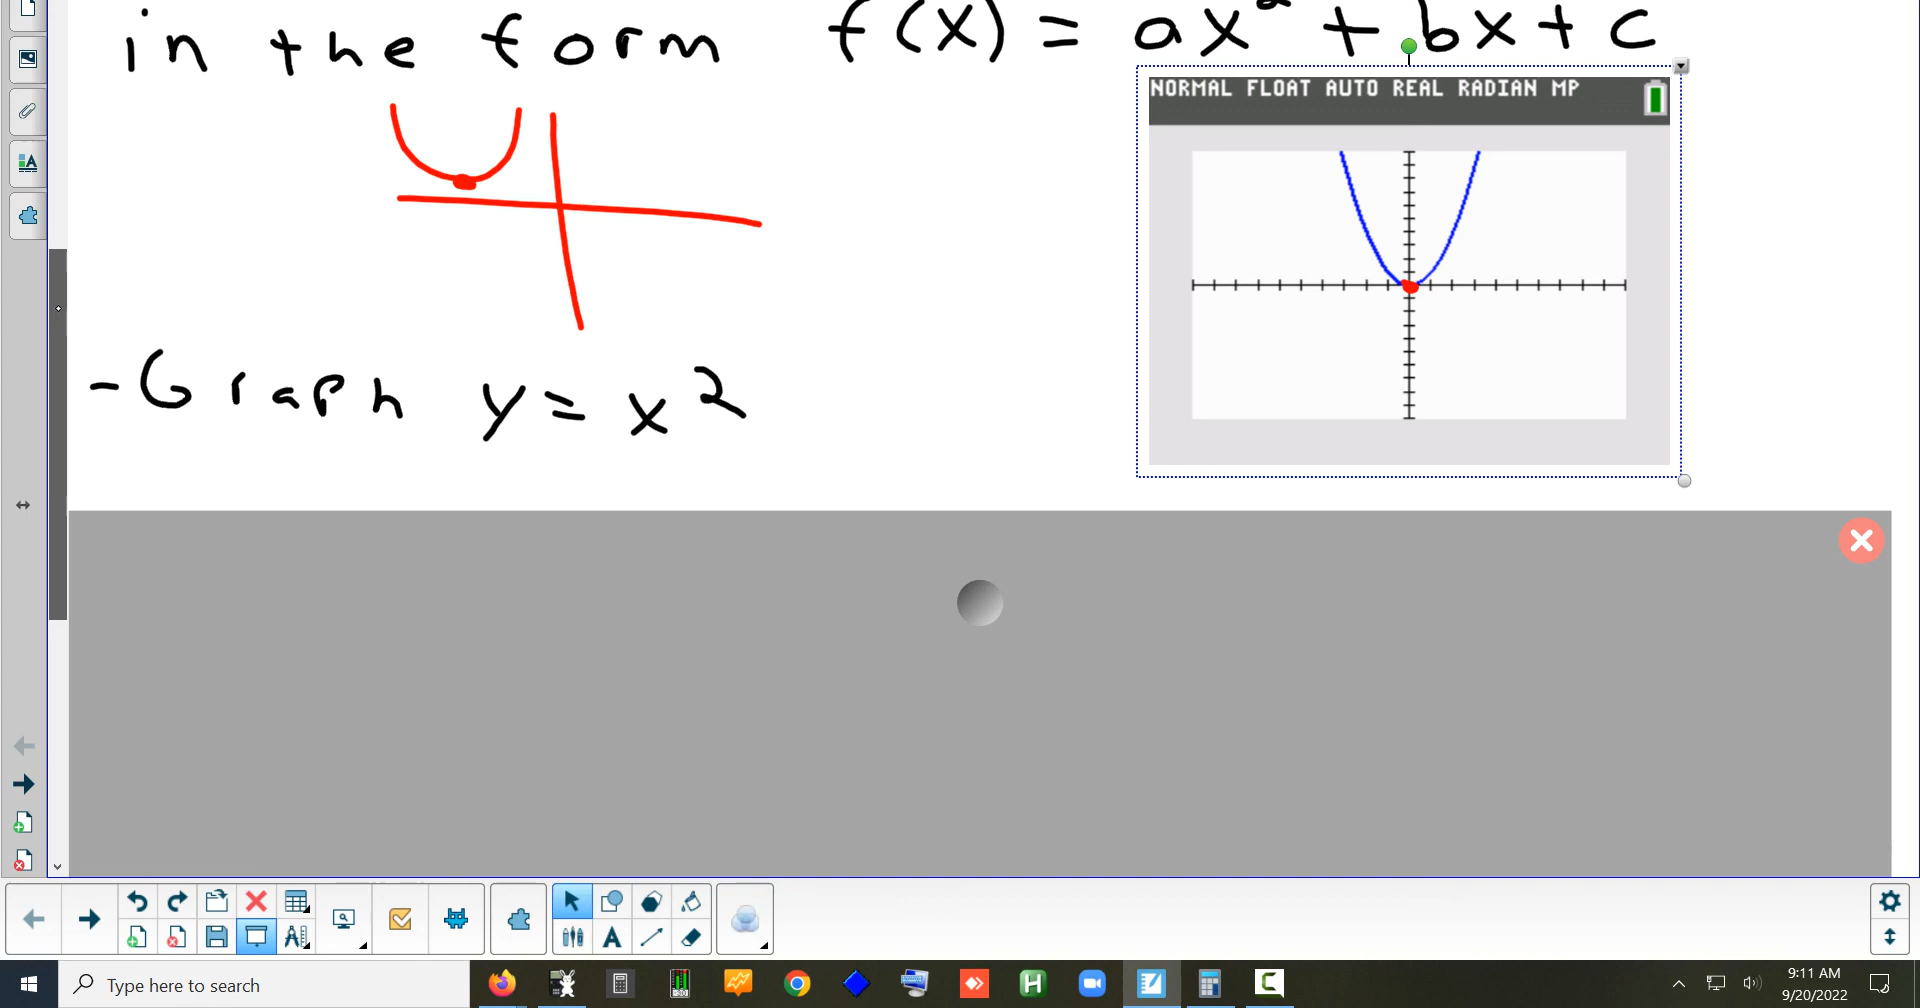 in the form f(x) = ax² + bx + c
NORMAL FLOAT AUTO REAL RADIAN MP
-Graph y = x²
Type here to search
9:11 AM
9/20/2022